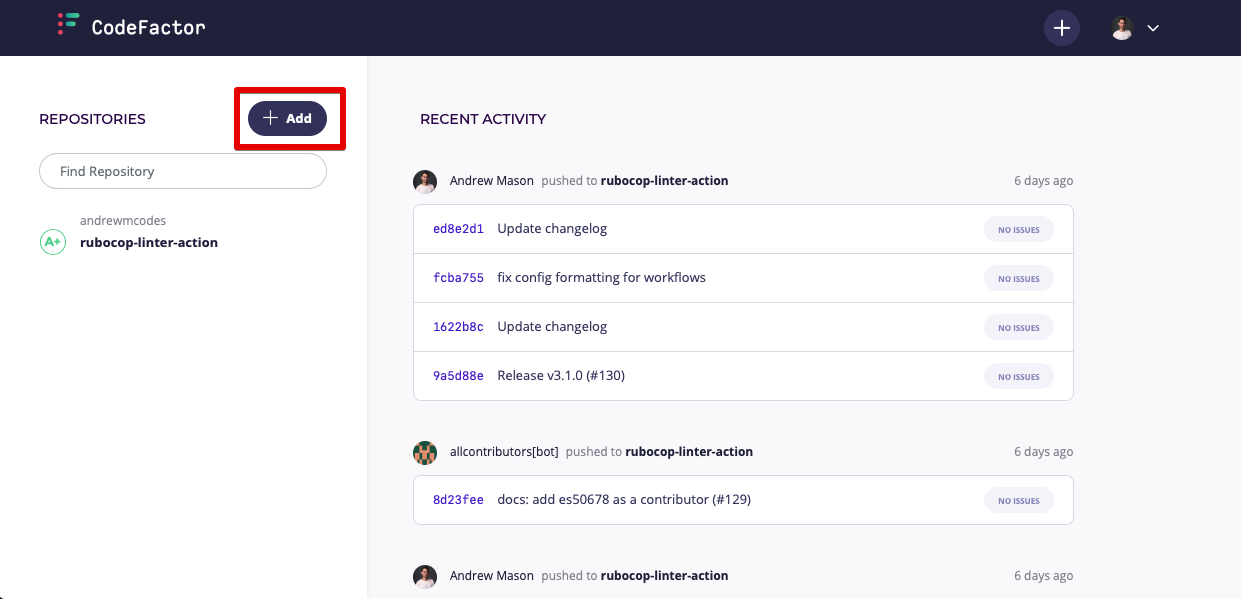 CodeFactor
REPOSITORIES
Add
Find Repository
andrewmcodes
A+ rubocop-linter-action
RECENT ACTIVITY
Andrew Mason pushed to rubocop-linter-action 6 days ago
ed8e2d1 Update changelog NO ISSUES
fcba755 fix config formatting for workflows NO ISSUES
1622b8c Update changelog NO ISSUES
9a5d88e Release v3.1.0 (#130) NO ISSUES
allcontributors[bot] pushed to rubocop-linter-action 6 days ago
8d23fee docs: add es50678 as a contributor (#129) NO ISSUES
Andrew Mason pushed to rubocop-linter-action 6 days ago